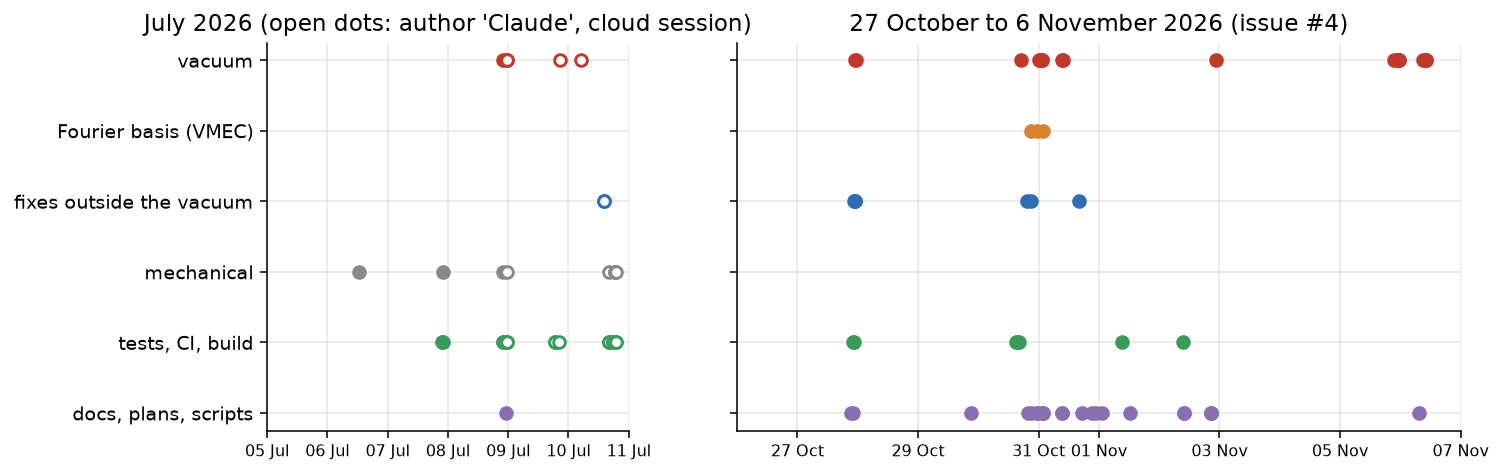 July 2026 (open dots: author 'Claude', cloud session)
27 October to 6 November 2026 (issue #4)
vacuum
Fourier basis (VMEC)
fixes outside the vacuum
mechanical
tests, CI, build
docs, plans, scripts
05 Jul 06 Jul 07 Jul 08 Jul 09 Jul 10 Jul 11 Jul
27 Oct 29 Oct 31 Oct 01 Nov 03 Nov 05 Nov 07 Nov